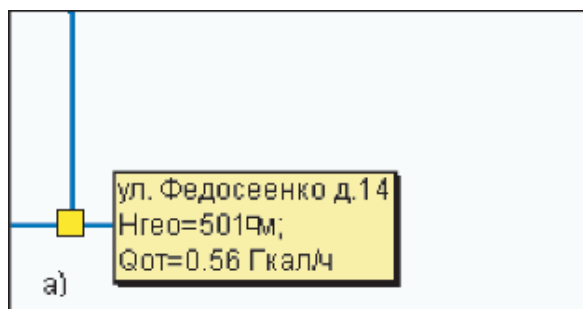 ул. Федосеенко д.14
Нгео=501 м;
Qот=0.56 Гкал/ч
а)